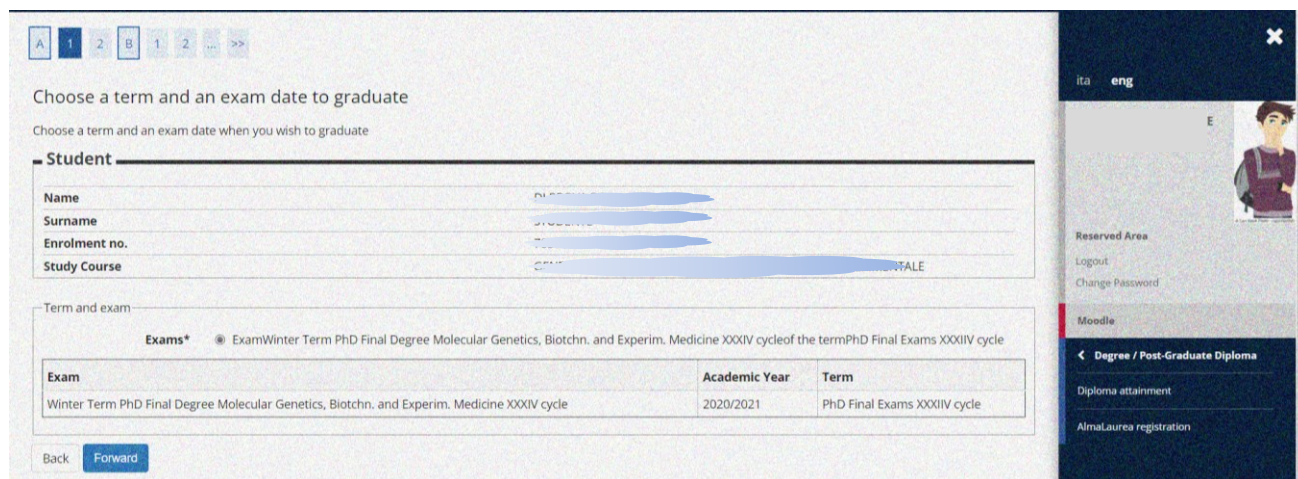 A 1 2 B 1 2 ... >>
Choose a term and an exam date to graduate
Choose a term and an exam date when you wish to graduate
Student
Name
Surname
Enrolment no.
Study Course
Term and exam
Exams* ExamWinter Term PhD Final Degree Molecular Genetics, Biotchn. and Experim. Medicine XXXIV cycleof the termPhD Final Exams XXXIIV cycle
Exam Academic Year Term
Winter Term PhD Final Degree Molecular Genetics, Biotchn. and Experim. Medicine XXXIV cycle 2020/2021 PhD Final Exams XXXIIV cycle
Back Forward
ita eng
E
Reserved Area
Logout
Change Password
Moodle
Degree / Post-Graduate Diploma
Diploma attainment
AlmaLaurea registration